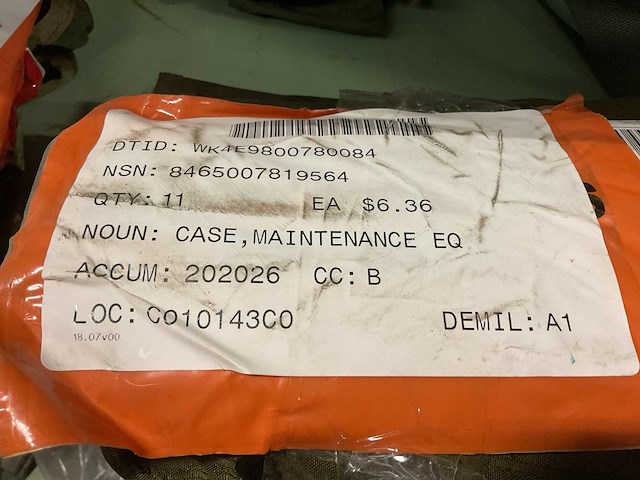 DTID: WK4E9800780084
NSN: 8465007819564
QTY: 11 EA $6.36
NOUN: CASE,MAINTENANCE EQ
ACCUM: 202026 CC: B
LOC: CO10143C0 DEMIL: A1
18.07v00